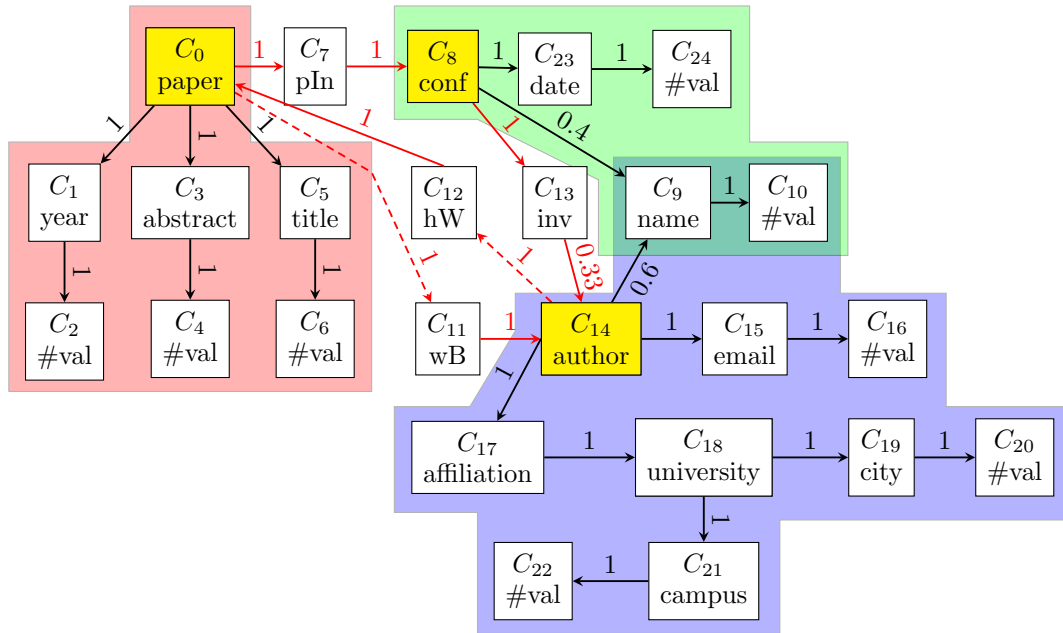 C0
paper
1
C7
pIn
1
C8
conf
1
C23
date
1
C24
#val
1
1
1
1
0.4
1
C1
year
C3
abstract
C5
title
C12
hW
C13
inv
C9
name
1
C10
#val
1
1
1
1
1
0.33
0.6
C2
#val
C4
#val
C6
#val
C11
wB
1
C14
author
1
C15
email
1
C16
#val
1
C17
affiliation
1
C18
university
1
C19
city
1
C20
#val
1
C22
#val
1
C21
campus